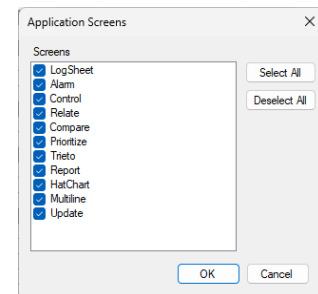 Application Screens
Screens
LogSheet
Alarm
Control
Relate
Compare
Prioritize
Trieto
Report
HatChart
Multiline
Update
Select All
Deselect All
OK
Cancel